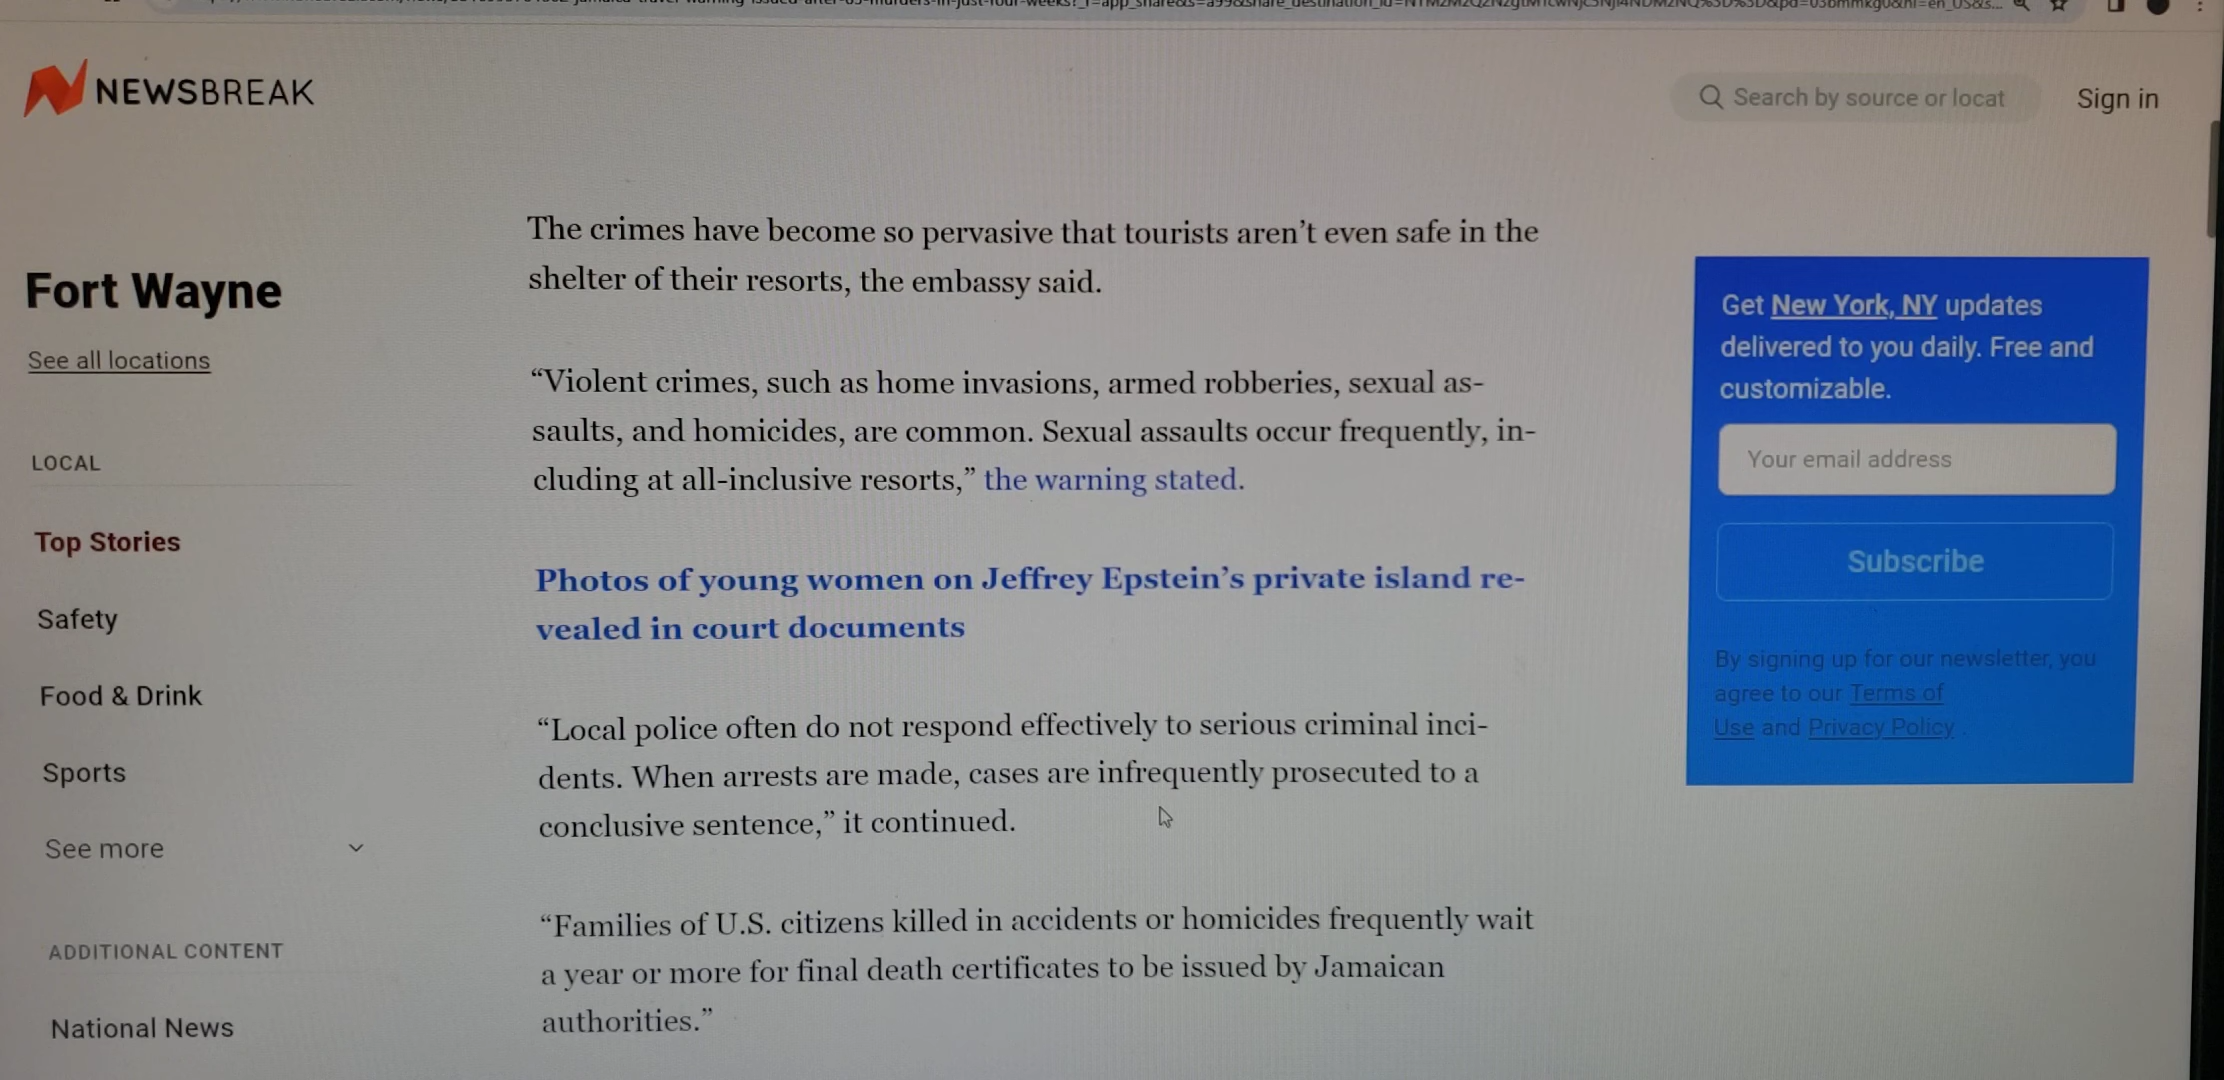 NEWSBREAK
Search by source or locat
Sign in
Fort Wayne
See all locations
LOCAL
Top Stories
Safety
Food & Drink
Sports
See more
ADDITIONAL CONTENT
National News
The crimes have become so pervasive that tourists aren’t even safe in the
shelter of their resorts, the embassy said.
“Violent crimes, such as home invasions, armed robberies, sexual as-
saults, and homicides, are common. Sexual assaults occur frequently, in-
cluding at all-inclusive resorts,” the warning stated.
Photos of young women on Jeffrey Epstein’s private island re-
vealed in court documents
“Local police often do not respond effectively to serious criminal inci-
dents. When arrests are made, cases are infrequently prosecuted to a
conclusive sentence,” it continued.
“Families of U.S. citizens killed in accidents or homicides frequently wait
a year or more for final death certificates to be issued by Jamaican
authorities.”
Get New York, NY updates
delivered to you daily. Free and
customizable.
Your email address
Subscribe
By signing up for our newsletter, you
agree to our Terms of
Use and Privacy Policy .